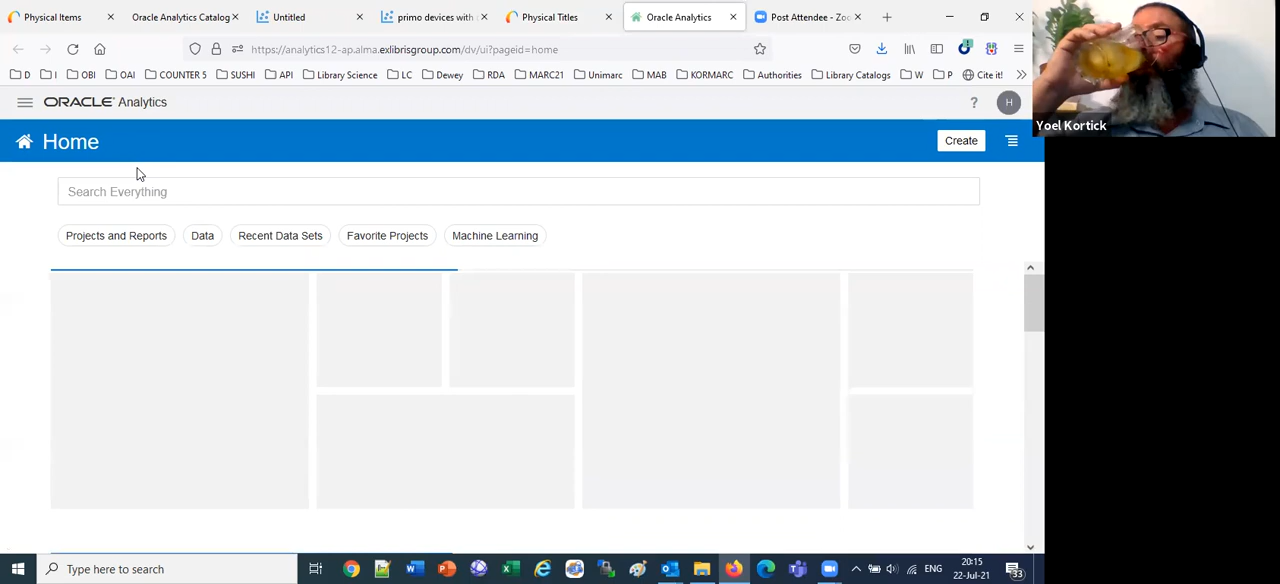 Physical Items
Oracle Analytics Catalog
Untitled
primo devices with
Physical Titles
Oracle Analytics
Post Attendee - Zoo
https://analytics12-ap.alma.exlibrisgroup.com/dv/ui?pageid=home
D
I
OBI
OAI
COUNTER 5
SUSHI
API
Library Science
LC
Dewey
RDA
MARC21
Unimarc
MAB
KORMARC
Authorities
Library Catalogs
W
P
Cite it!
ORACLE Analytics
?
H
Home
Create
Search Everything
Projects and Reports
Data
Recent Data Sets
Favorite Projects
Machine Learning
Yoel Kortick
Type here to search
ENG
20:15
22-Jul-21
33